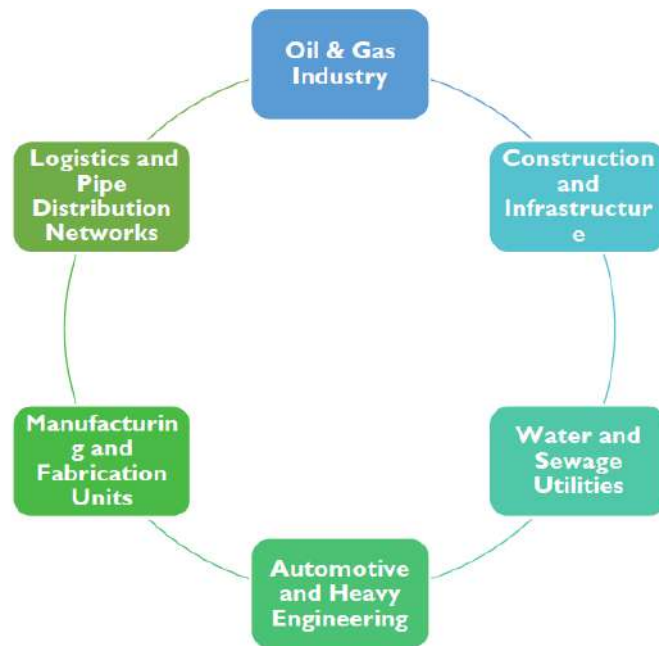 Oil & Gas
Industry
Construction
and
Infrastructur
e
Water and
Sewage
Utilities
Automotive
and Heavy
Engineering
Manufacturin
g and
Fabrication
Units
Logistics and
Pipe
Distribution
Networks